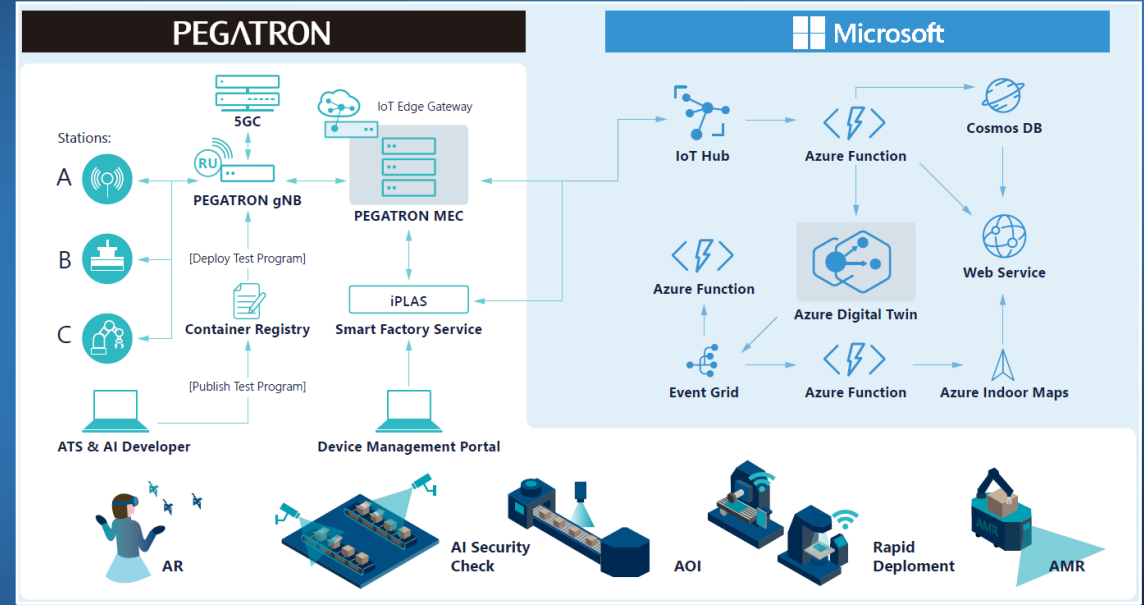 PEGATRON
Microsoft
5GC
IoT Edge Gateway
Stations:
A
RU
PEGATRON gNB
PEGATRON MEC
B
[Deploy Test Program]
iPLAS
C
Container Registry
Smart Factory Service
[Publish Test Program]
ATS & AI Developer
Device Management Portal
IoT Hub
Azure Function
Cosmos DB
Azure Function
Azure Digital Twin
Web Service
Event Grid
Azure Function
Azure Indoor Maps
AR
AI Security
Check
AOI
Rapid
Deploment
AMR
AMR